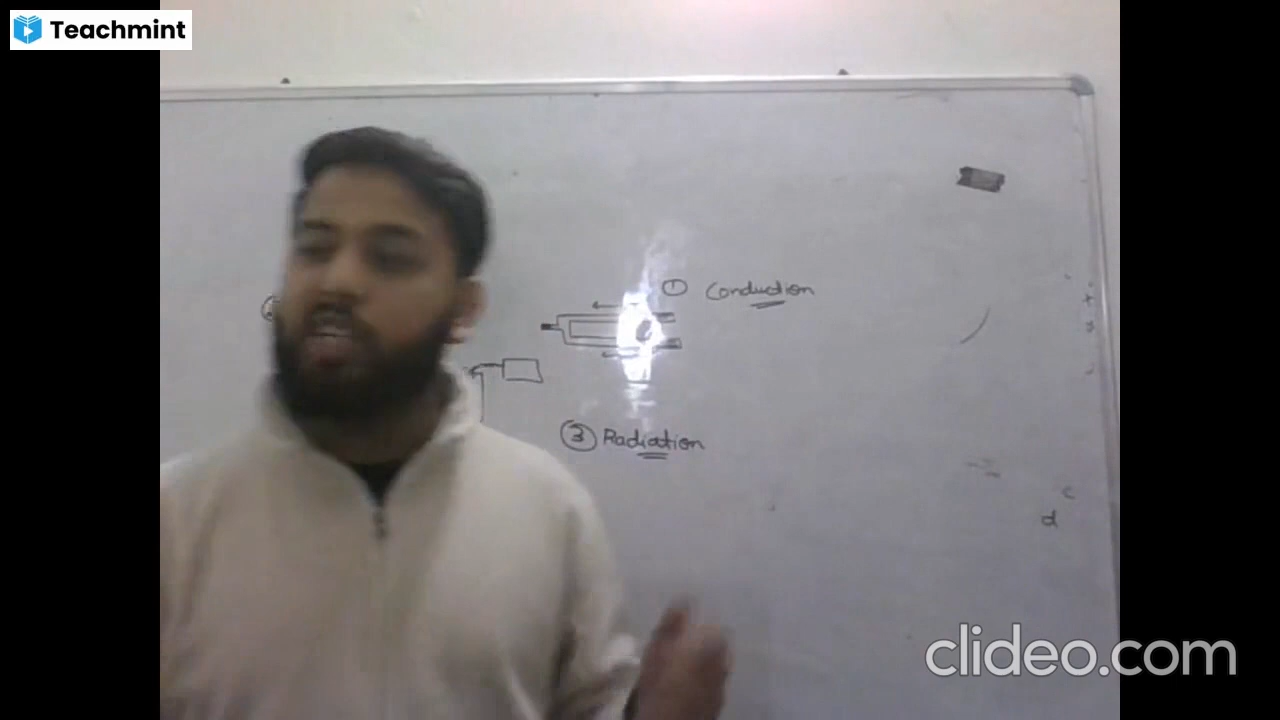 Teachmint
① Conduction
③ Radiation
c
d
clideo.com